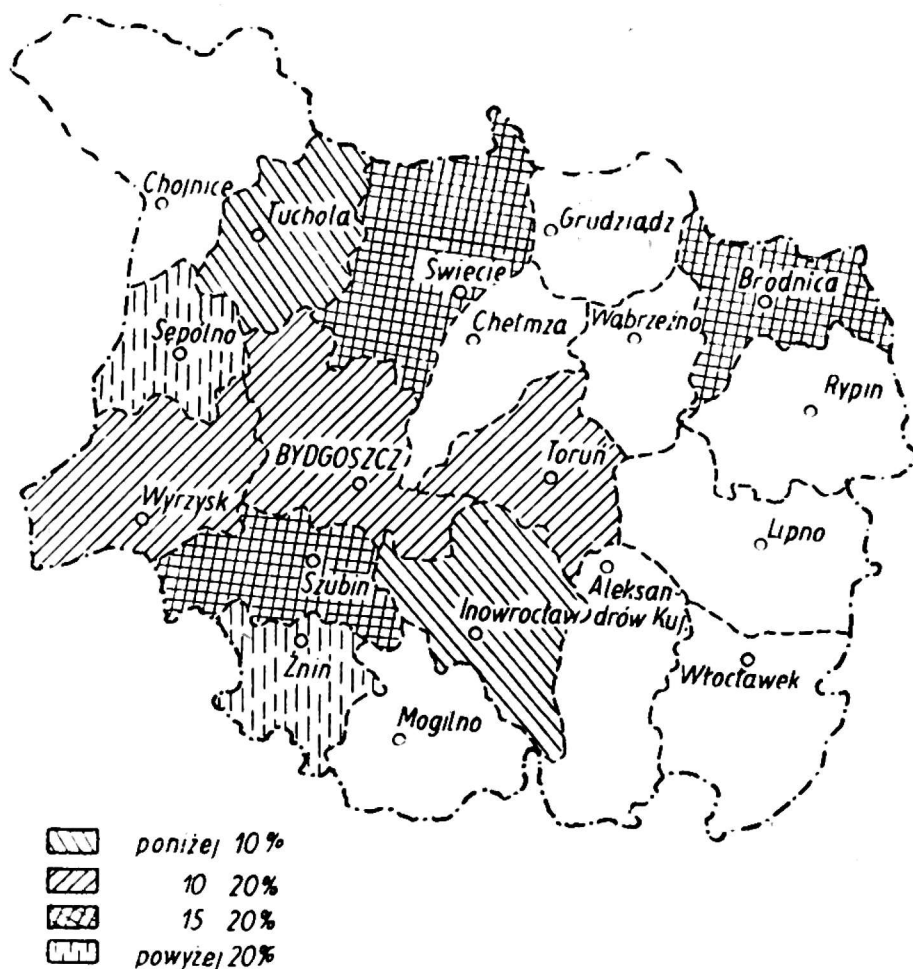 Chojnice
Tuchola
Grudziądz
Świecie
Brodnica
Chełmża
Wąbrzeźno
Sępólno
Rypin
BYDGOSZCZ
Toruń
Wyrzysk
Lipno
Szubin
Aleksan-
Inowrocław
drów Kuj.
Żnin
Włocławek
Mogilno
poniżej 10%
10 20%
15 20%
powyżej 20%